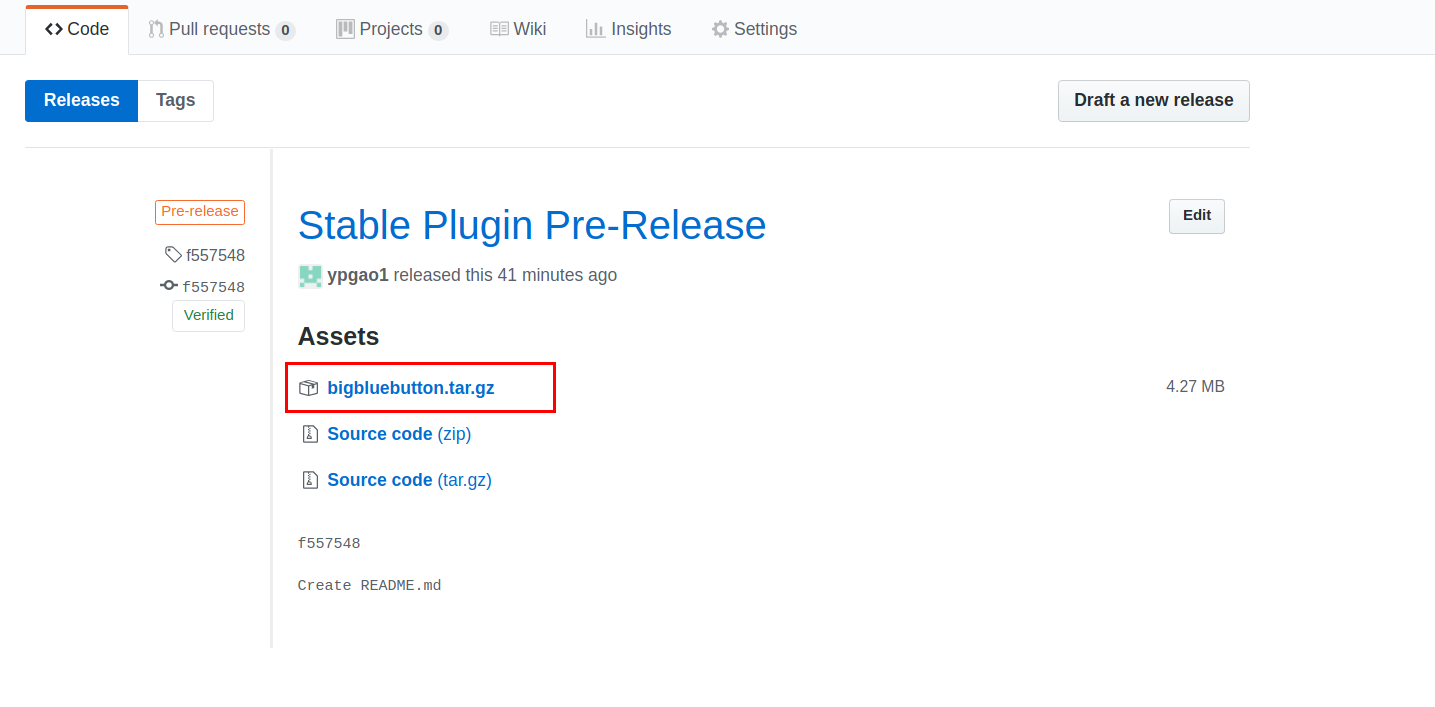 Code Pull requests 0 Projects 0 Wiki Insights Settings
Releases Tags Draft a new release
Pre-release
f557548
f557548
Verified
Stable Plugin Pre-Release Edit
ypgao1 released this 41 minutes ago
Assets
bigbluebutton.tar.gz 4.27 MB
Source code (zip)
Source code (tar.gz)
f557548
Create README.md